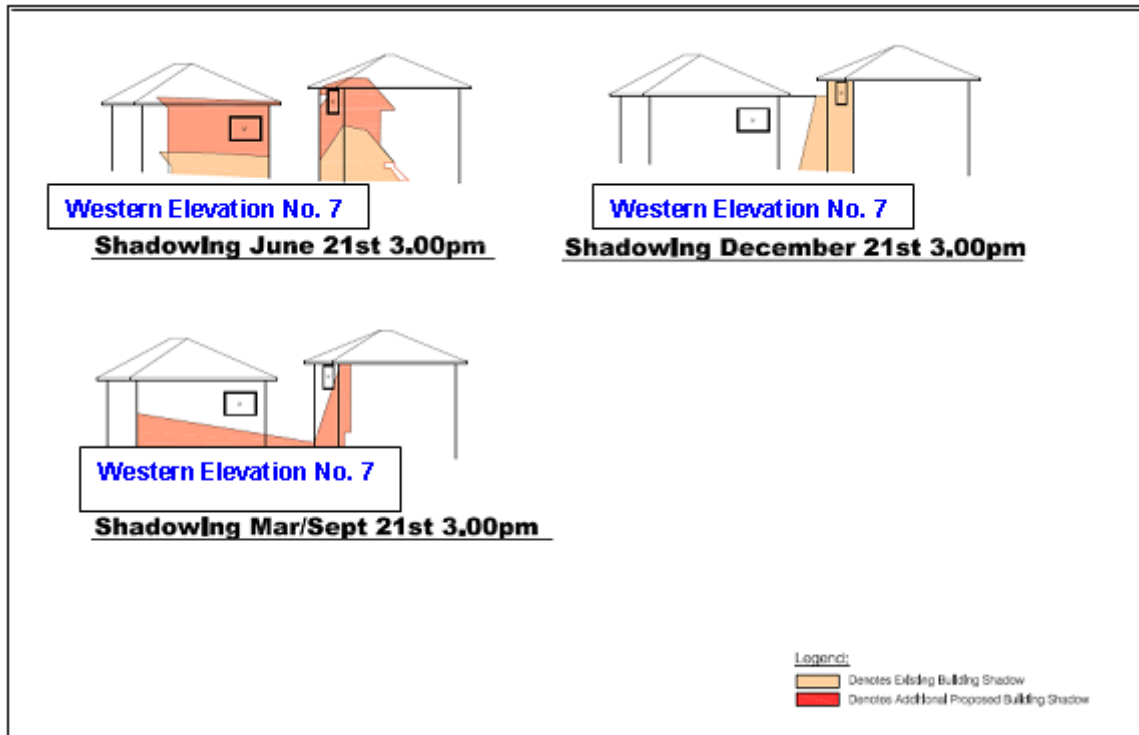 Western Elevation No. 7
Shadowing June 21st 3.00pm
Western Elevation No. 7
Shadowing December 21st 3.00pm
Western Elevation No. 7
Shadowing Mar/Sept 21st 3.00pm
Legend:
Denotes Existing Building Shadow
Denotes Additional Proposed Building Shadow